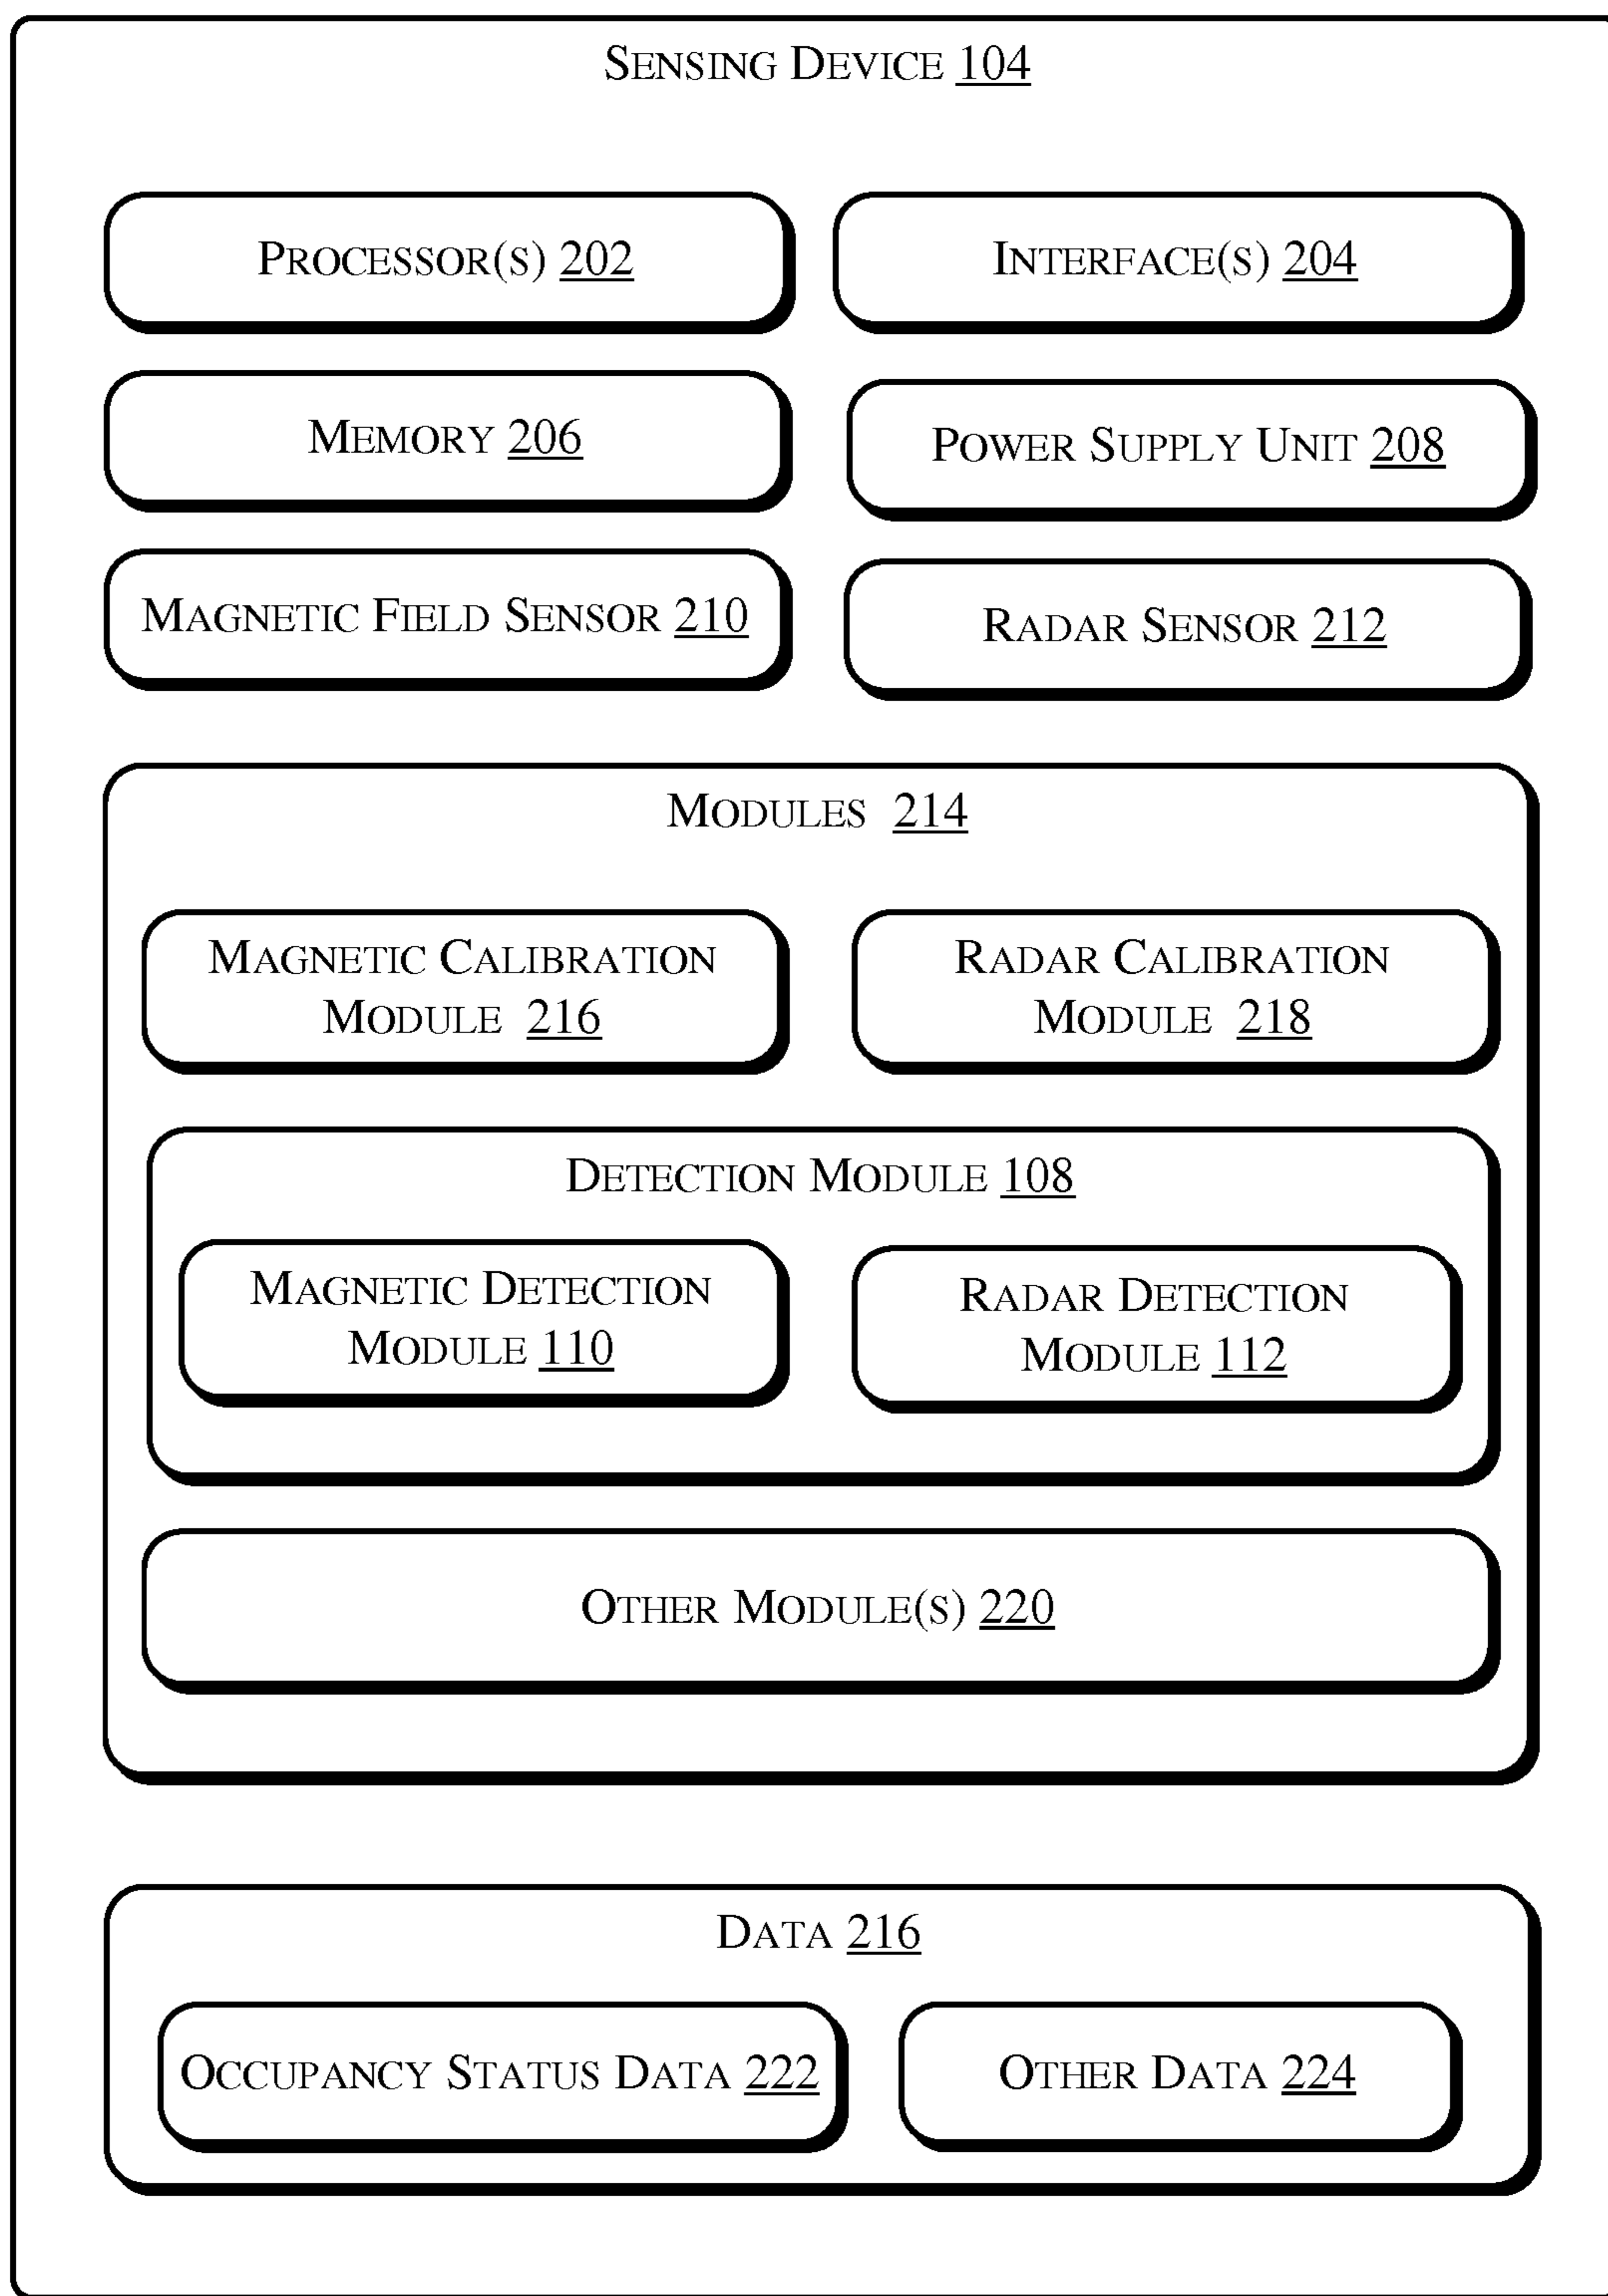 SENSING DEVICE 104
PROCESSOR(S) 202
INTERFACE(S) 204
MEMORY 206
POWER SUPPLY UNIT 208
MAGNETIC FIELD SENSOR 210
RADAR SENSOR 212
MODULES 214
MAGNETIC CALIBRATION
MODULE 216
RADAR CALIBRATION
MODULE 218
DETECTION MODULE 108
MAGNETIC DETECTION
MODULE 110
RADAR DETECTION
MODULE 112
OTHER MODULE(S) 220
DATA 216
OCCUPANCY STATUS DATA 222
OTHER DATA 224